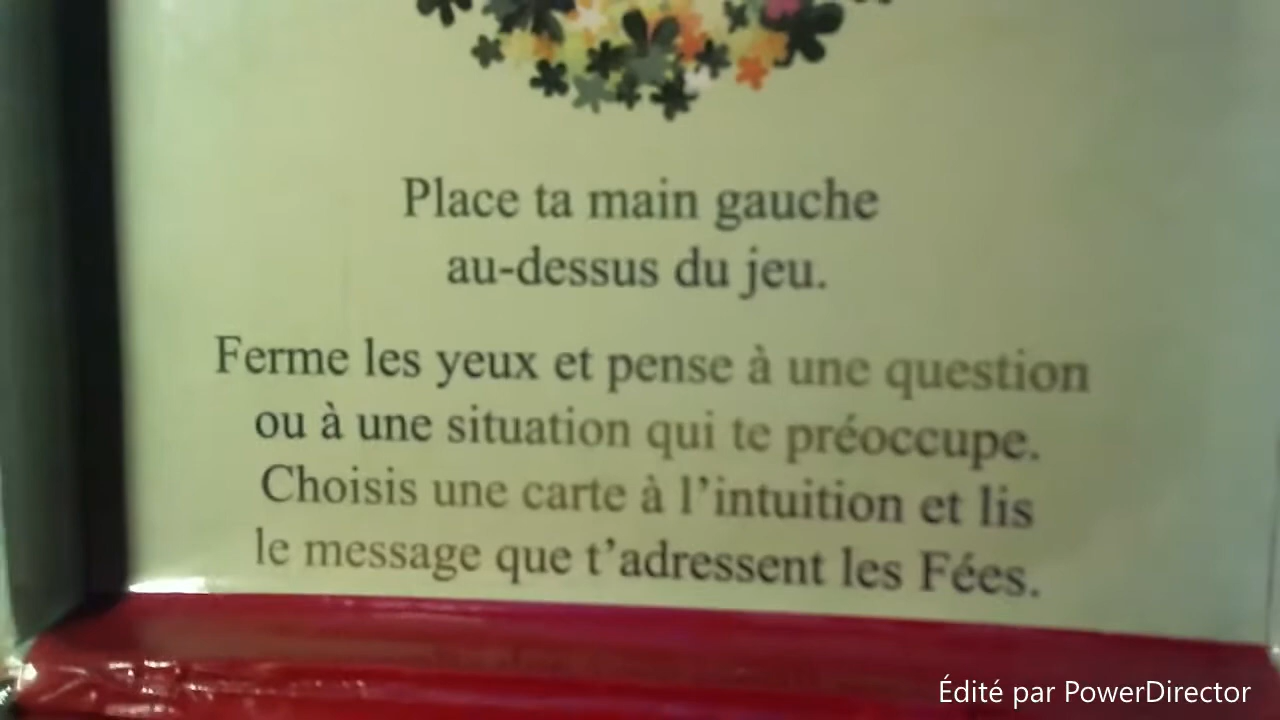 Place ta main gauche
au-dessus du jeu.
Ferme les yeux et pense à une question
ou à une situation qui te préoccupe.
Choisis une carte à l'intuition et lis
le message que t'adressent les Fées.
Édité par PowerDirector